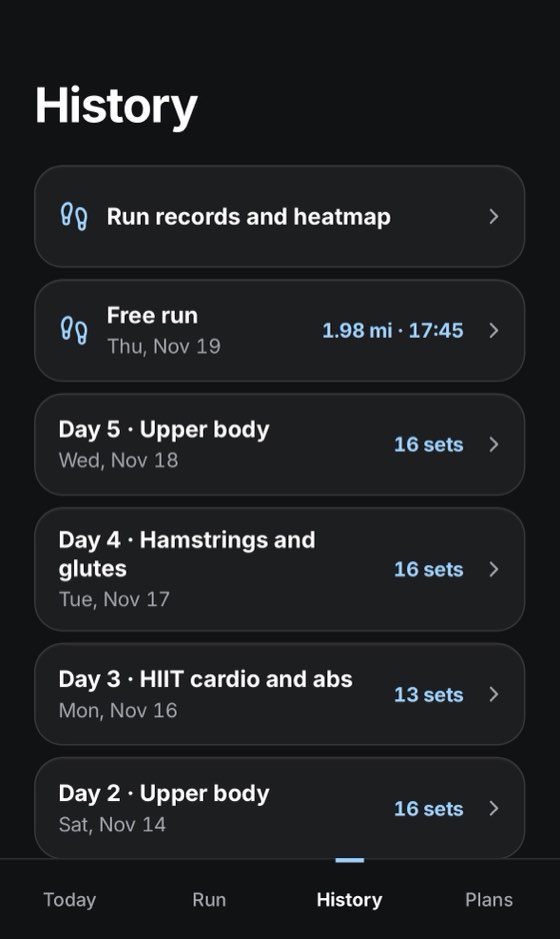 History
Run records and heatmap
Free run
Thu, Nov 19
1.98 mi · 17:45
Day 5 · Upper body
Wed, Nov 18
16 sets
Day 4 · Hamstrings and
glutes
Tue, Nov 17
16 sets
Day 3 · HIIT cardio and abs
Mon, Nov 16
13 sets
Day 2 · Upper body
Sat, Nov 14
16 sets
Today
Run
History
Plans